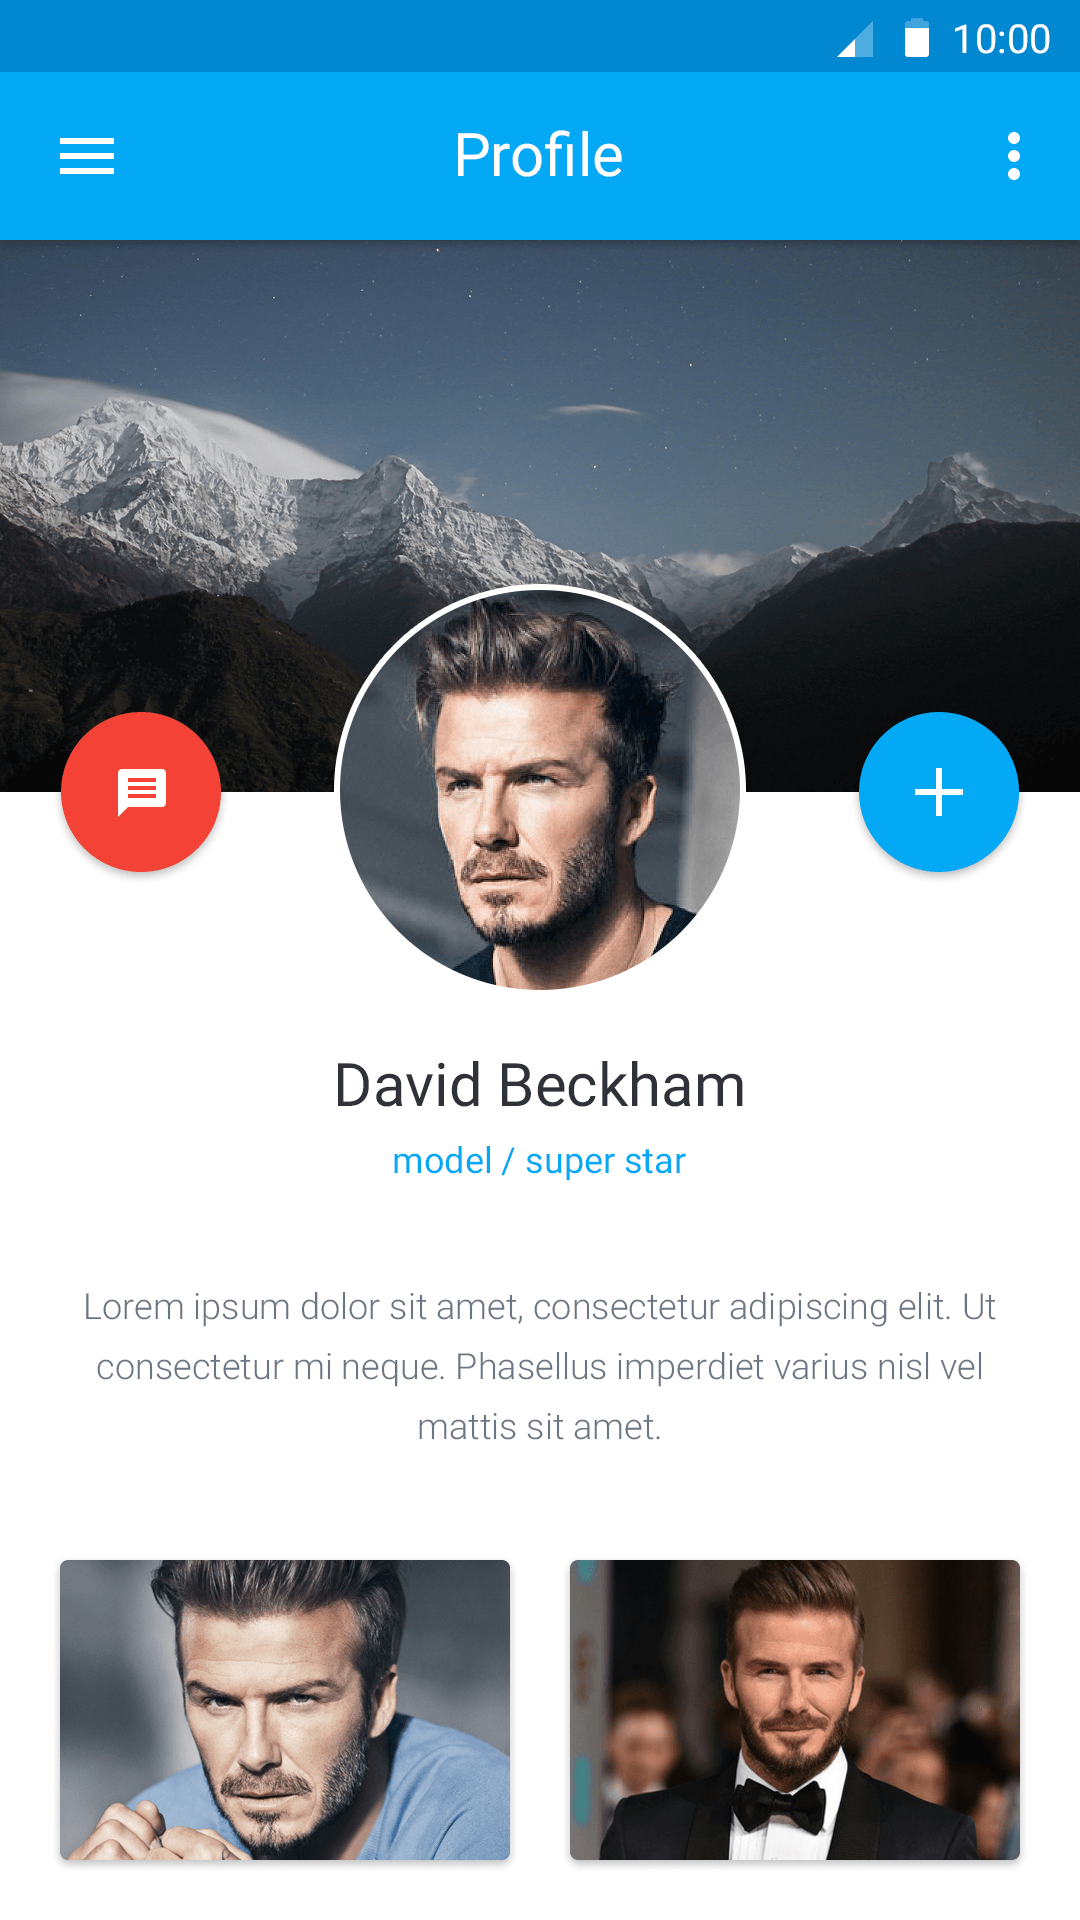 10:00
Profile
David Beckham
model / super star
Lorem ipsum dolor sit amet, consectetur adipiscing elit. Ut
consectetur mi neque. Phasellus imperdiet varius nisl vel
mattis sit amet.